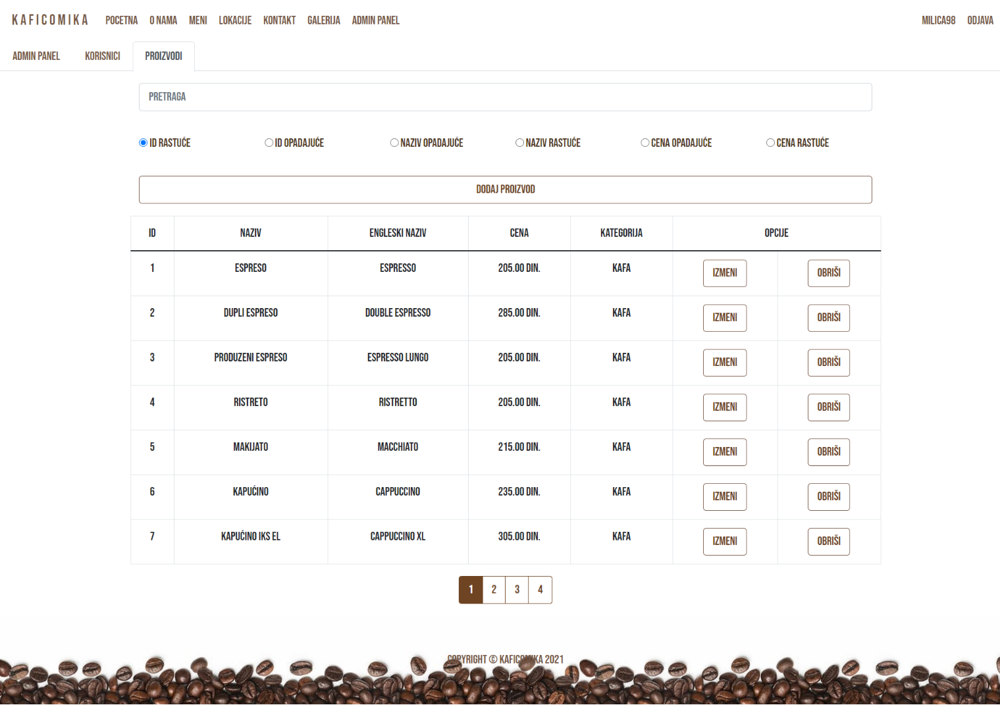 KAFICOMIKA POCETNA O NAMA MENI LOKACIJE KONTAKT GALERIJA ADMIN PANEL MILICA98 ODJAVA
ADMIN PANEL KORISNICI PROIZVODI
PRETRAGA
ID RASTUĆE ID OPADAJUĆE NAZIV OPADAJUĆE NAZIV RASTUĆE CENA OPADAJUĆE CENA RASTUĆE
DODAJ PROIZVOD
ID NAZIV ENGLESKI NAZIV CENA KATEGORIJA OPCIJE
1 ESPRESO ESPRESSO 205.00 DIN. KAFA IZMENI OBRIŠI
2 DUPLI ESPRESO DOUBLE ESPRESSO 285.00 DIN. KAFA IZMENI OBRIŠI
3 PRODUZENI ESPRESO ESPRESSO LUNGO 205.00 DIN. KAFA IZMENI OBRIŠI
4 RISTRETO RISTRETTO 205.00 DIN. KAFA IZMENI OBRIŠI
5 MAKIJATO MACCHIATO 215.00 DIN. KAFA IZMENI OBRIŠI
6 KAPUĆINO CAPPUCCINO 235.00 DIN. KAFA IZMENI OBRIŠI
7 KAPUĆINO IKS EL CAPPUCCINO XL 305.00 DIN. KAFA IZMENI OBRIŠI
1 2 3 4
COPYRIGHT © KAFICOMIKA 2021